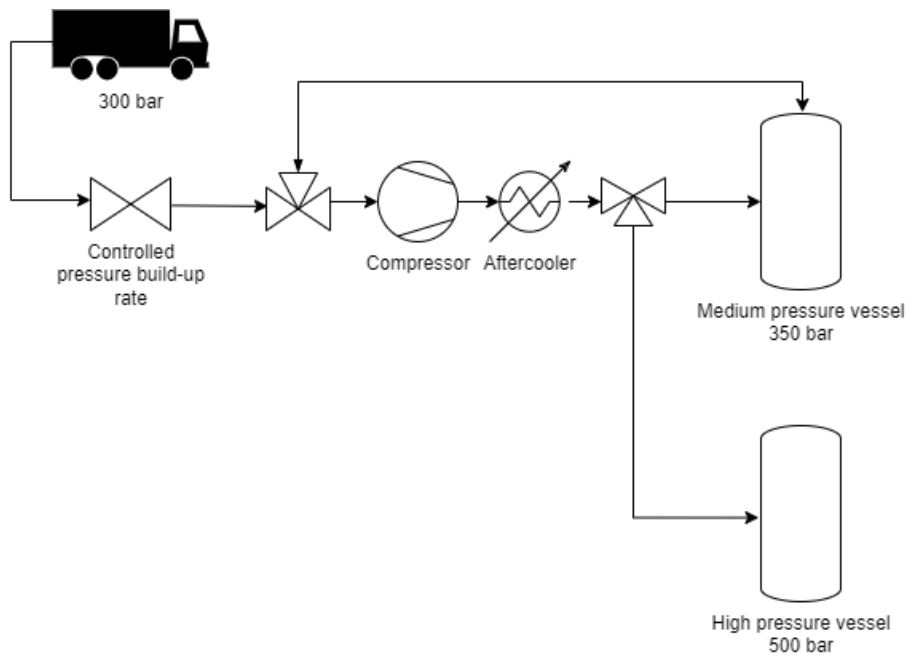 300 bar
Controlled
pressure build-up
rate
Compressor
Aftercooler
Medium pressure vessel
350 bar
High pressure vessel
500 bar